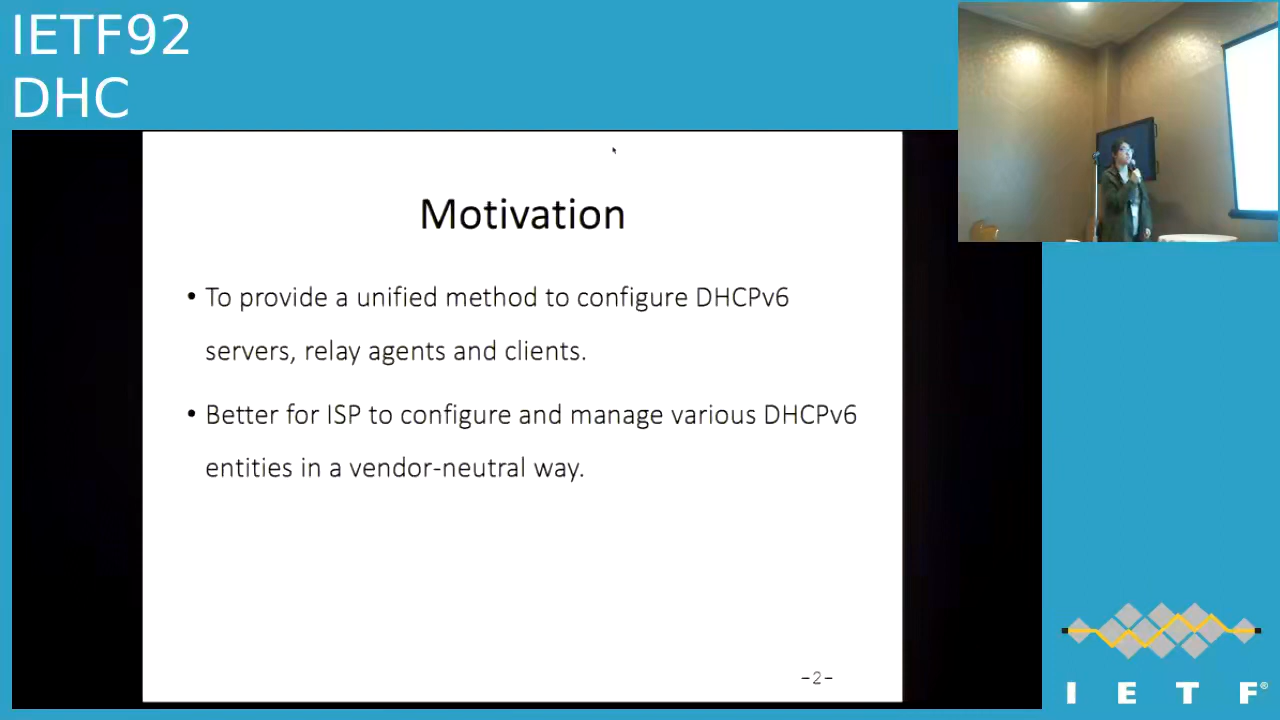 IETF92
DHC
Motivation
• To provide a unified method to configure DHCPv6
servers, relay agents and clients.
• Better for ISP to configure and manage various DHCPv6
entities in a vendor-neutral way.
-2-
I E T F®